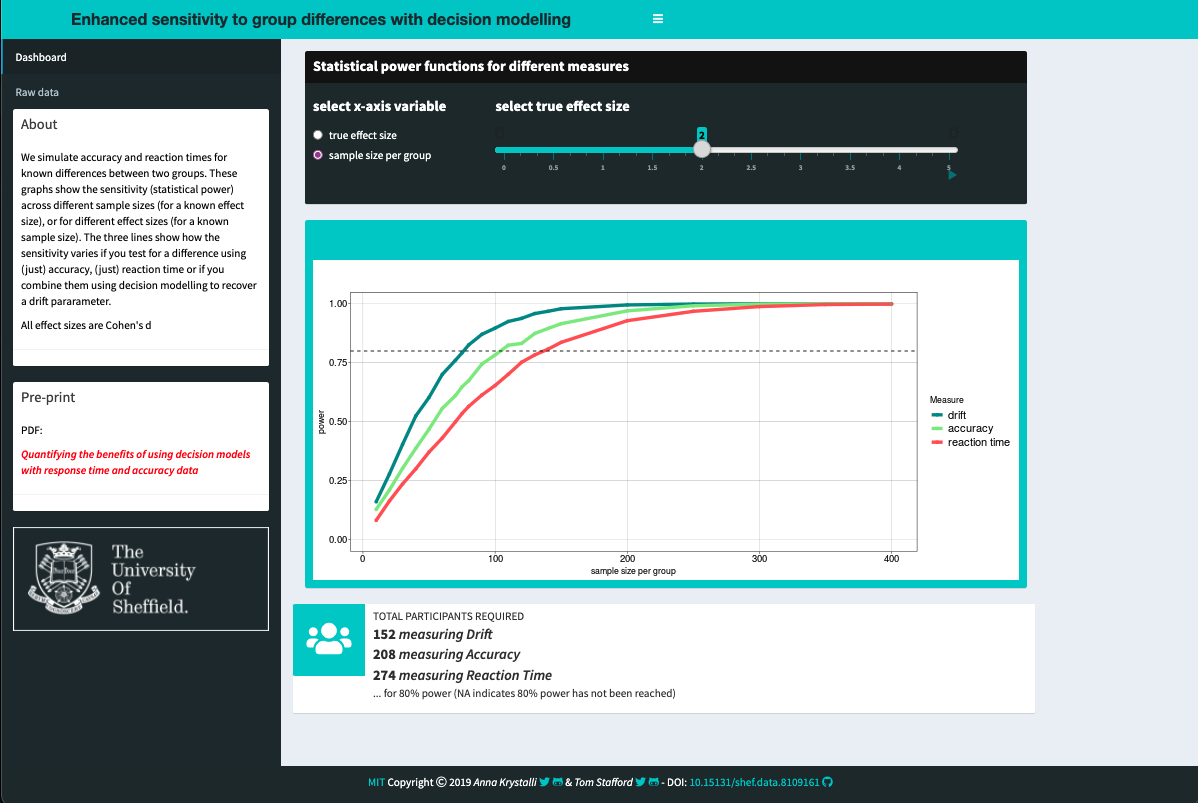 Enhanced sensitivity to group differences with decision modelling
Dashboard
Raw data
About
We simulate accuracy and reaction times for
known differences between two groups. These
graphs show the sensitivity (statistical power)
across different sample sizes (for a known effect
size), or for different effect sizes (for a known
sample size). The three lines show how the
sensitivity varies if you test for a difference using
(just) accuracy, (just) reaction time or if you
combine them using decision modelling to recover
a drift pararameter.
All effect sizes are Cohen's d
Pre-print
PDF:
Quantifying the benefits of using decision models
with response time and accuracy data
The
University
Of
Sheffield.
Statistical power functions for different measures
select x-axis variable
true effect size
sample size per group
select true effect size
2
0 0.5 1 1.5 2 2.5 3 3.5 4 5
1.00
0.75
0.50
0.25
0.00
power
0 100 200 300 400
sample size per group
Measure
drift
accuracy
reaction time
TOTAL PARTICIPANTS REQUIRED
152 measuring Drift
208 measuring Accuracy
274 measuring Reaction Time
... for 80% power (NA indicates 80% power has not been reached)
MIT Copyright © 2019 Anna Krystalli & Tom Stafford - DOI: 10.15131/shef.data.8109161